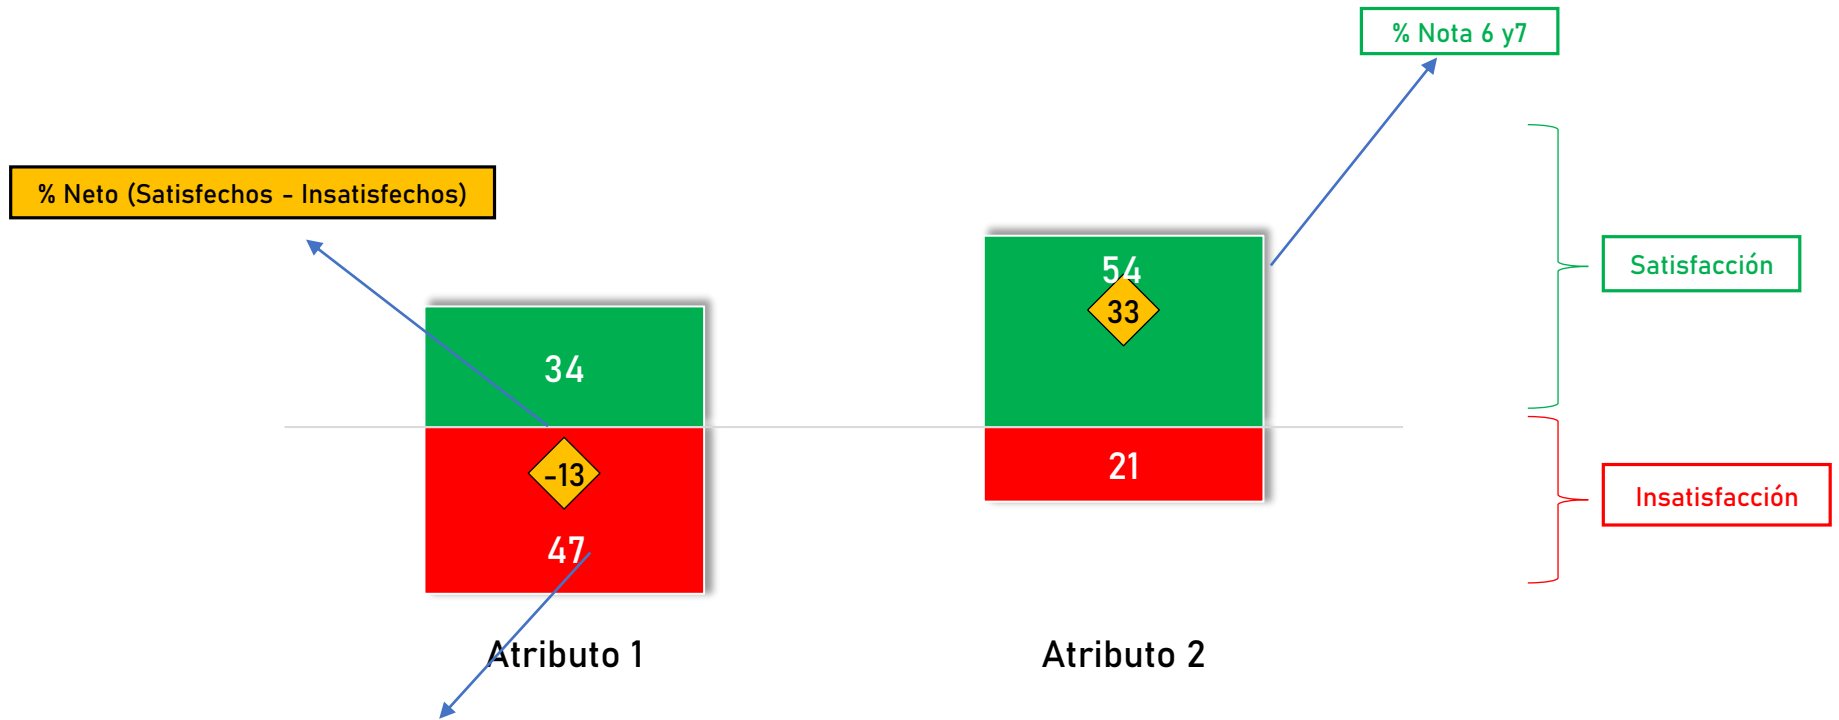 % Nota 6 y7
% Neto (Satisfechos - Insatisfechos)
54
Satisfacción
33
34
21
-13
Insatisfacción
47
Atributo 1
Atributo 2